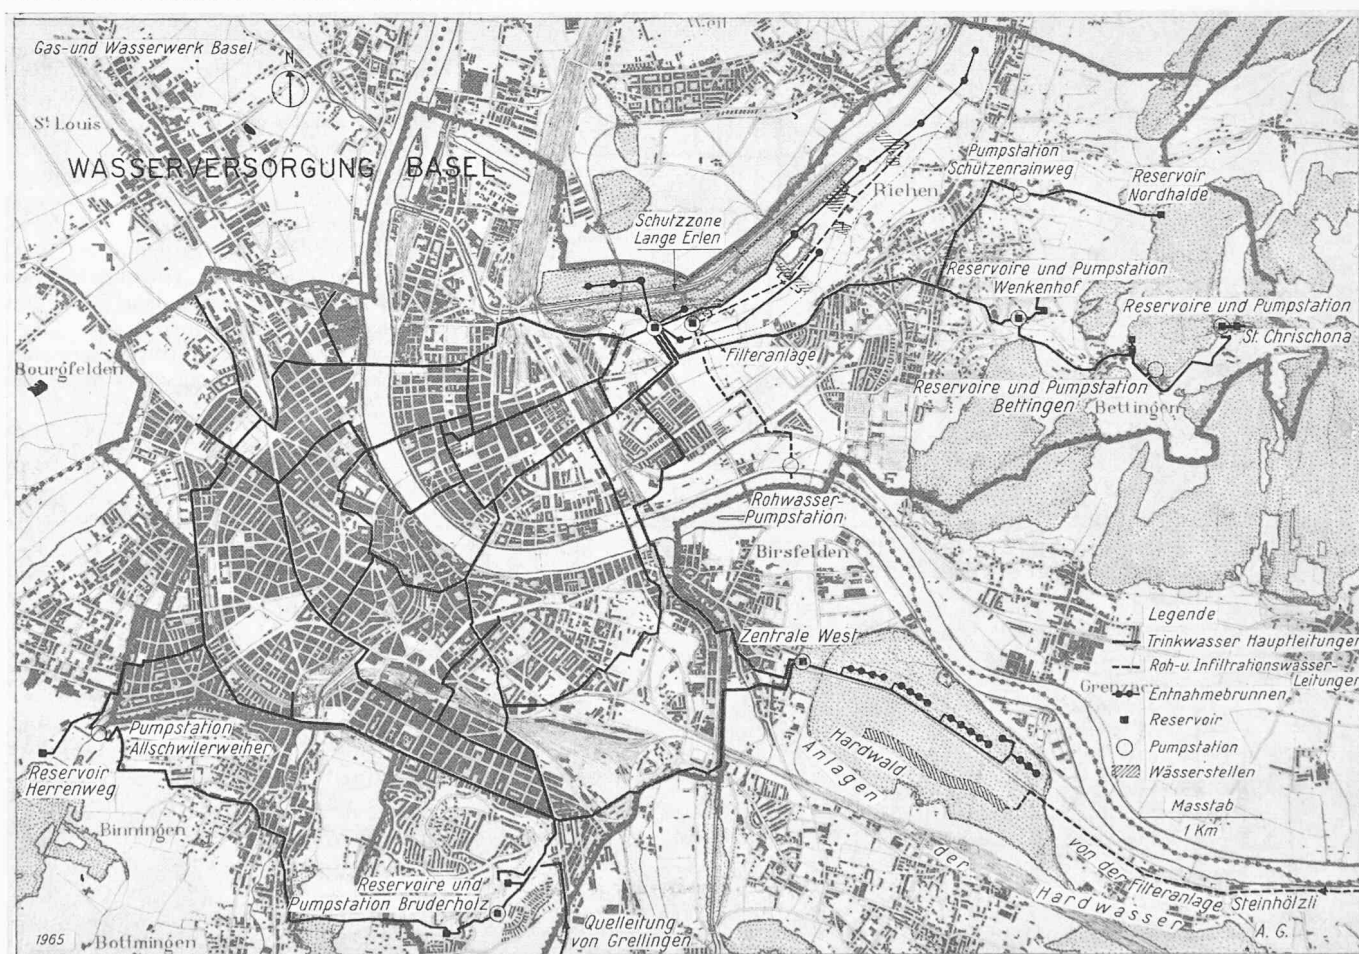 Gas-und Wasserwerk Basel
N
Weil
St Louis
WASSERVERSORGUNG BASEL
Pumpstation
Schützenrainweg
Reservoir
Nordhalde
Riehen
Schutzzone
Lange Erlen
Reservoire und Pumpstation
Wenkenhof
Reservoire und Pumpstation
St. Chrischona
Filteranlage
Bourgfelden
Reservoire und Pumpstation
Bettingen
Bettingen
Rohwasser-
Pumpstation
Birsfelden
Zentrale West
Legende
Trinkwasser Hauptleitungen
Roh-u. Infiltrationswasser-
Leitungen
Entnahmebrunnen
Reservoir
Pumpstation
Wässerstellen
Masstab
1 Km
Pumpstation
Allschwilerweiher
Reservoir
Herrenweg
Hardwald
Anlagen
der
Hardwasser
A.G.
von der Filteranlage Steinhölzli
Binningen
Reservoire und
Pumpstation Bruderholz
Quelleitung
von Grellingen
1965
Bottmingen